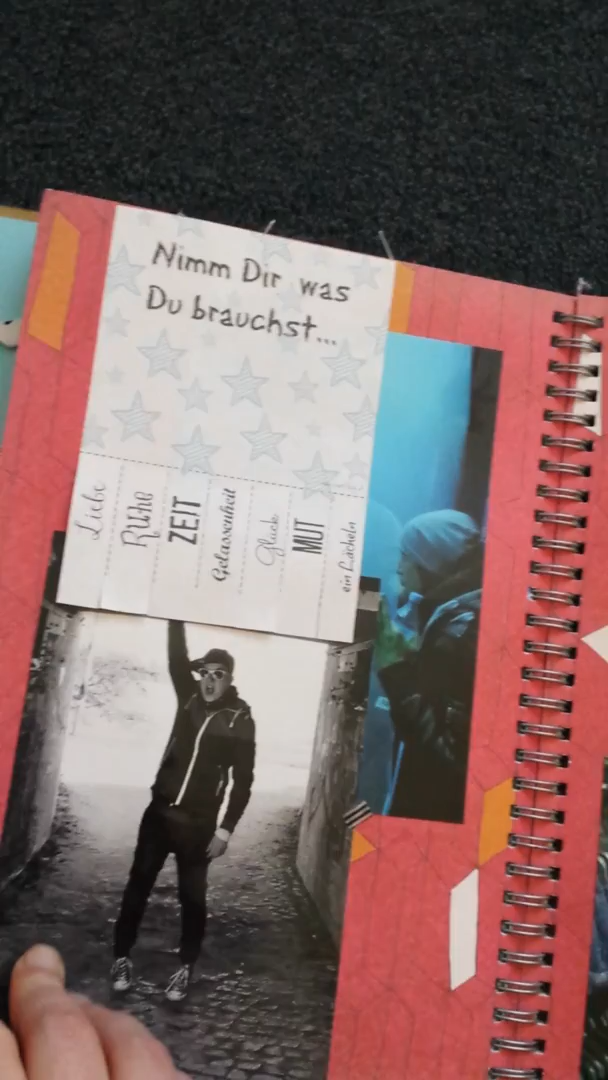 Nimm Dir was
Du brauchst...
Liebe
Ruhe
ZEIT
Gelassenheit
Glück
MUT
ein Lächeln